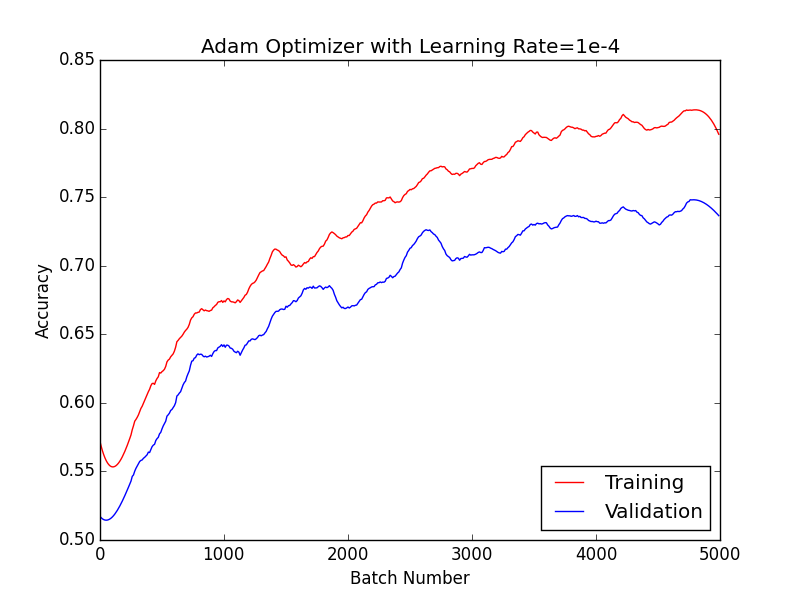 Adam Optimizer with Learning Rate=1e-4
0.85
0.80
0.75
0.70
0.65
0.60
0.55
0.50
Accuracy
Training
Validation
0 1000 2000 3000 4000 5000
Batch Number